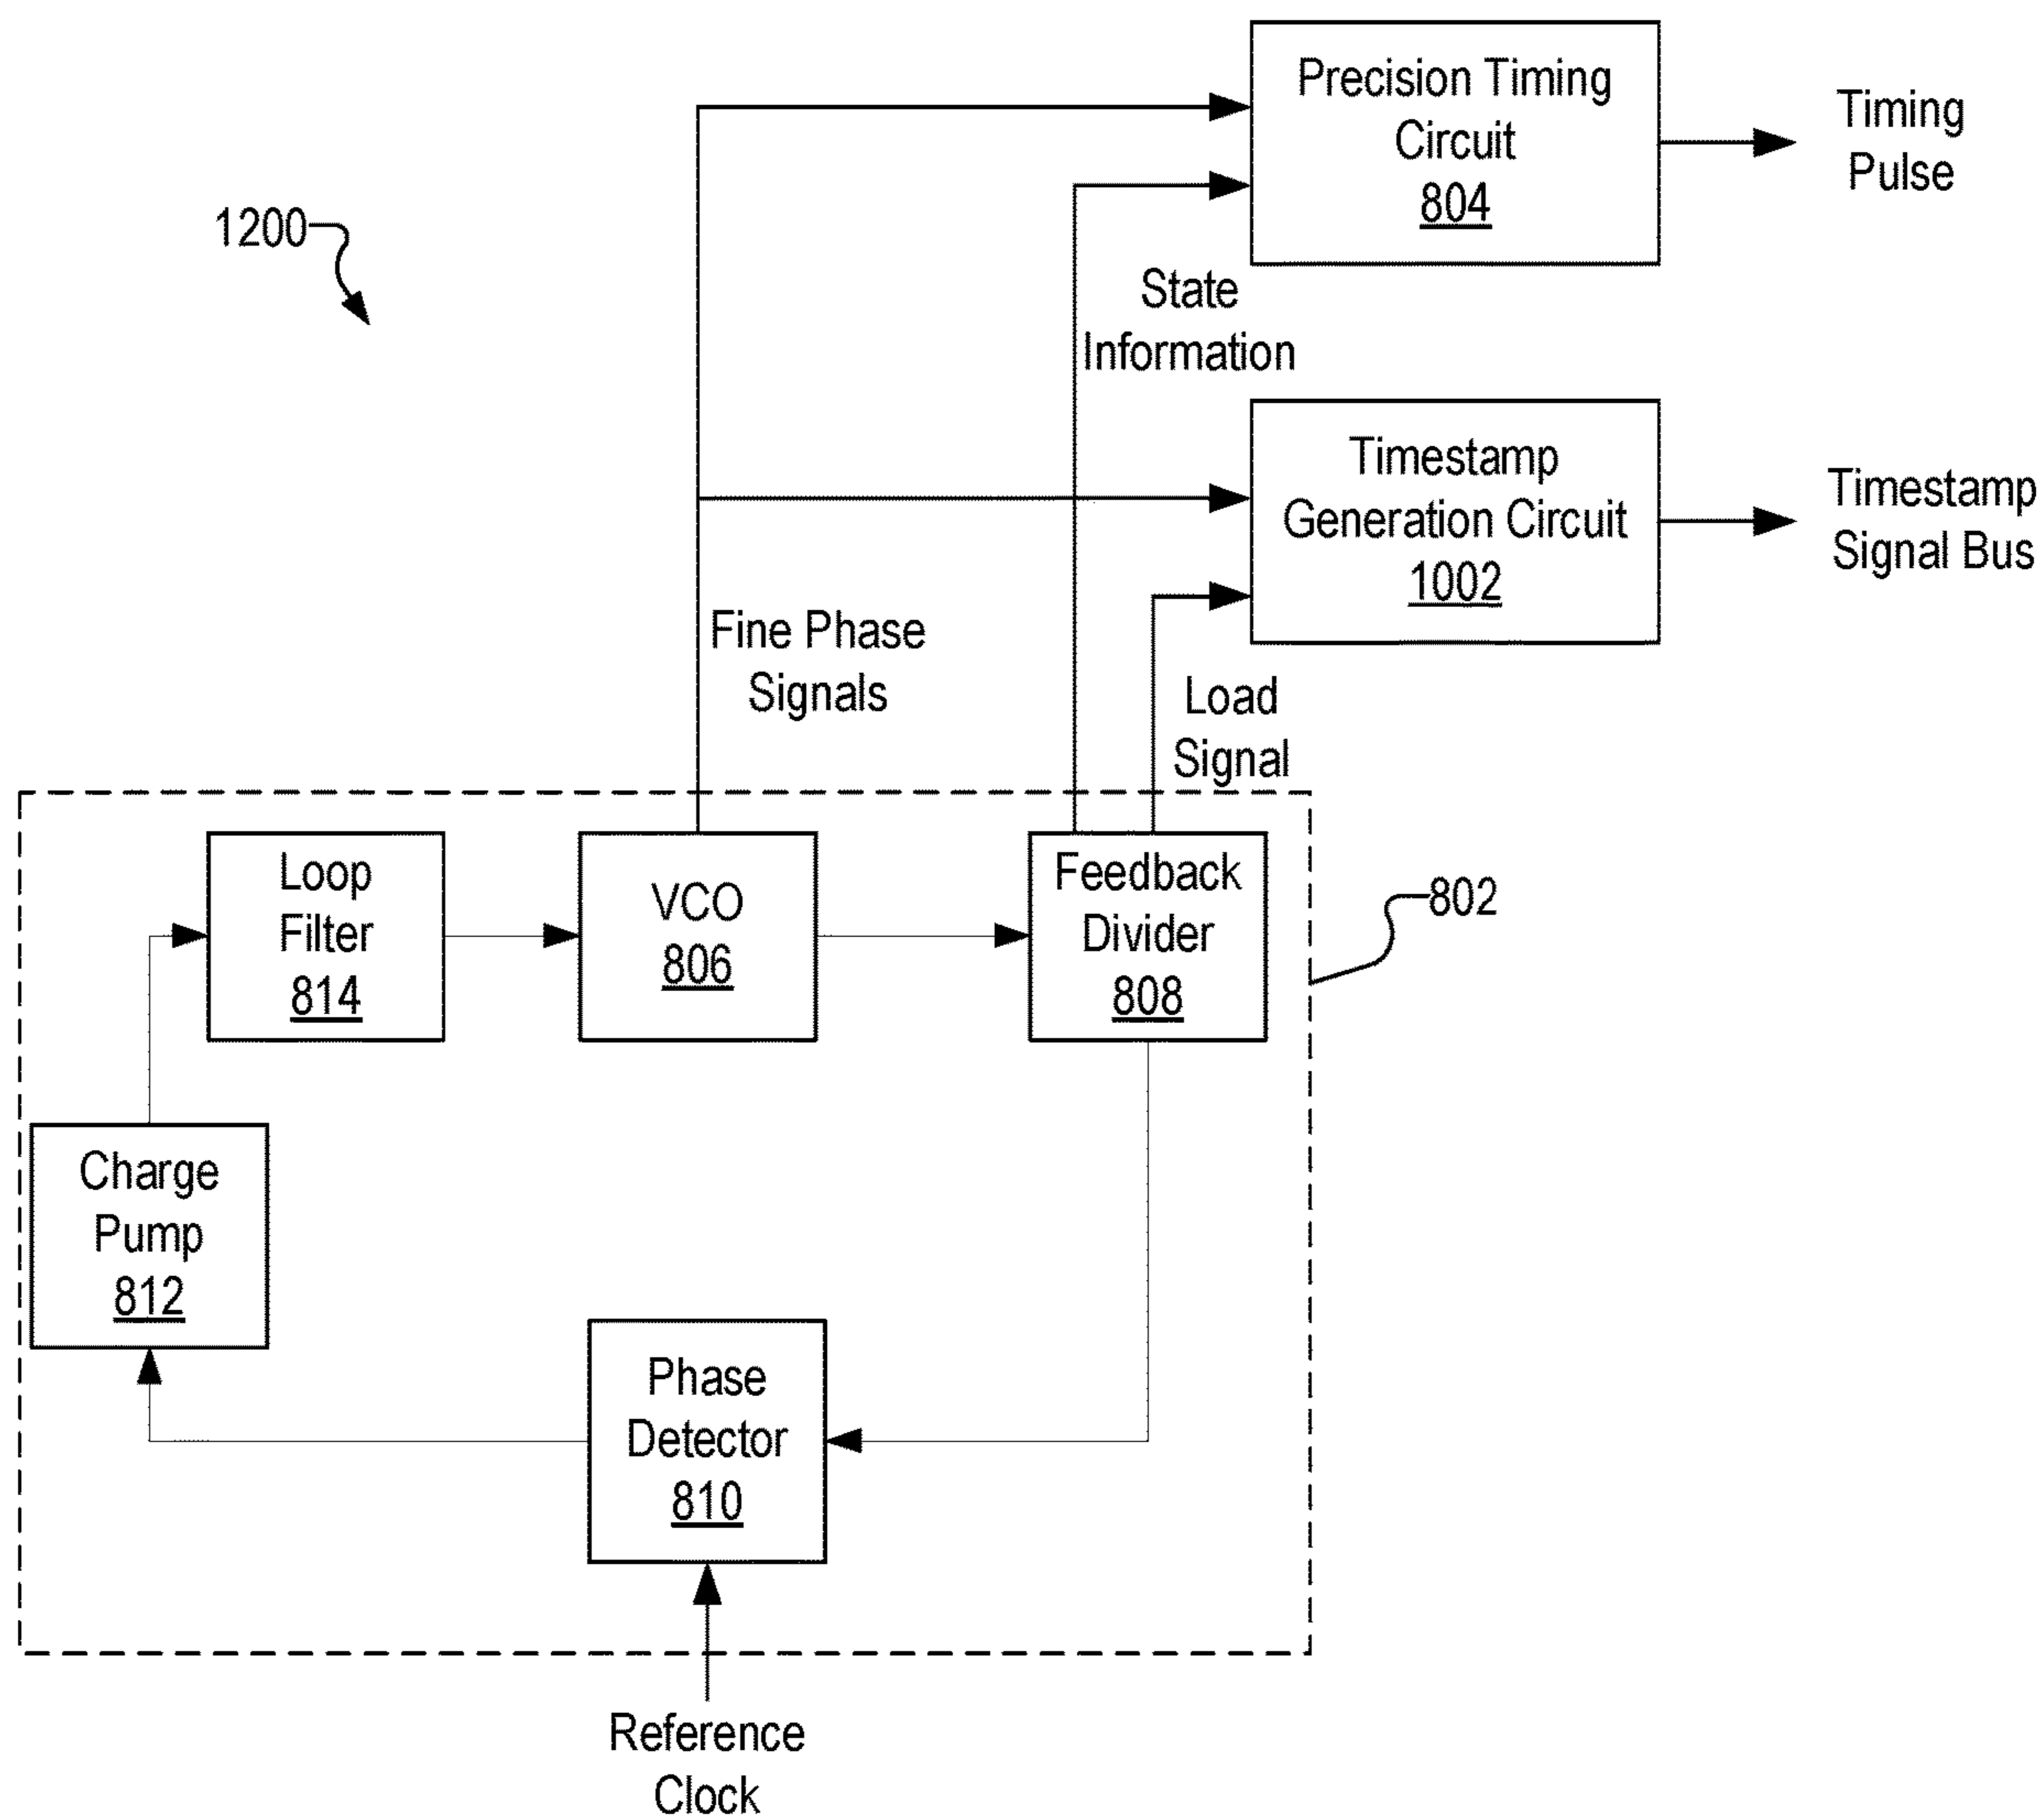 Precision Timing
Circuit
804
Timing
Pulse
1200
State
Information
Timestamp
Generation Circuit
1002
Timestamp
Signal Bus
Fine Phase
Signals
Load
Signal
Loop
Filter
814
VCO
806
Feedback
Divider
808
802
Charge
Pump
812
Phase
Detector
810
Reference
Clock